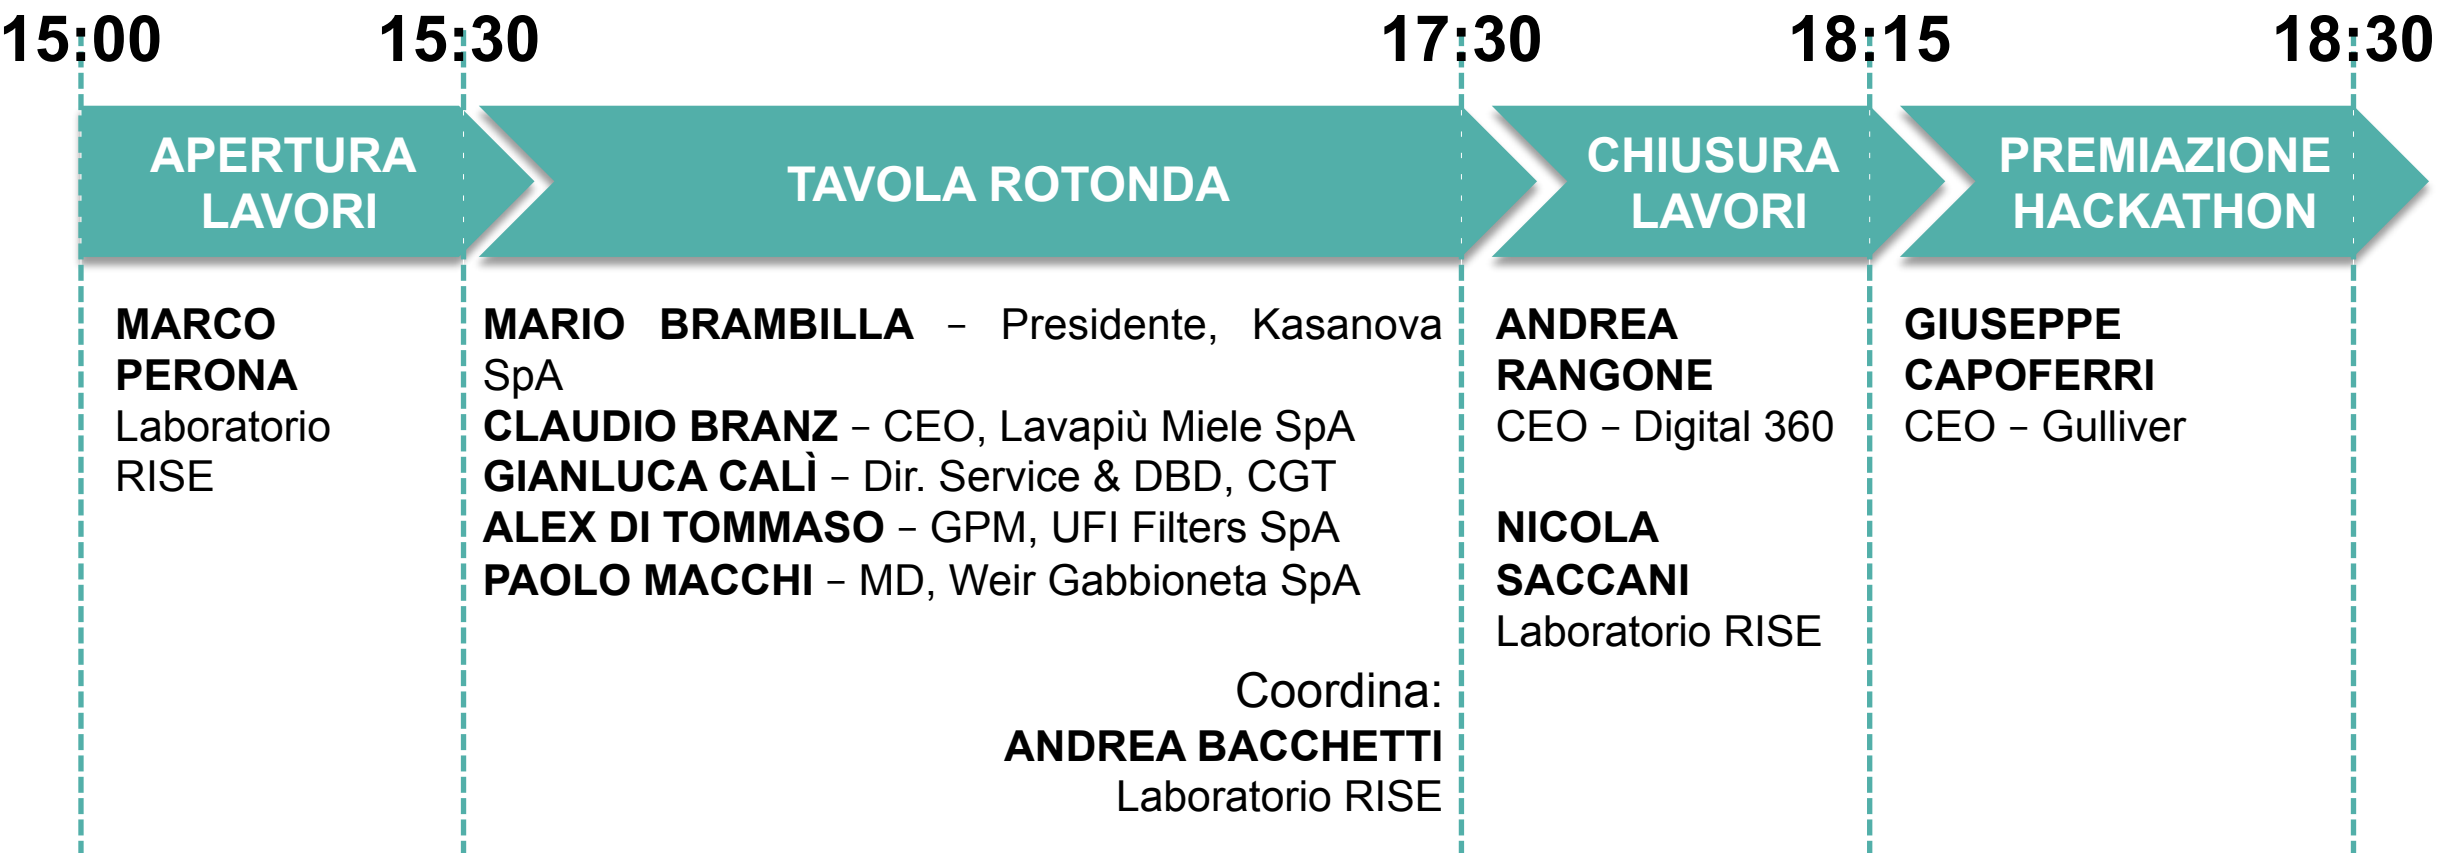 15:00 15:30 17:30 18:15 18:30
APERTURA
LAVORI
TAVOLA ROTONDA
CHIUSURA
LAVORI
PREMIAZIONE
HACKATHON
MARCO
PERONA
Laboratorio
RISE
MARIO BRAMBILLA – Presidente, Kasanova
SpA
CLAUDIO BRANZ – CEO, Lavapiù Miele SpA
GIANLUCA CALÌ – Dir. Service & DBD, CGT
ALEX DI TOMMASO – GPM, UFI Filters SpA
PAOLO MACCHI – MD, Weir Gabbioneta SpA
Coordina:
ANDREA BACCHETTI
Laboratorio RISE
ANDREA
RANGONE
CEO – Digital 360
NICOLA
SACCANI
Laboratorio RISE
GIUSEPPE
CAPOFERRI
CEO – Gulliver